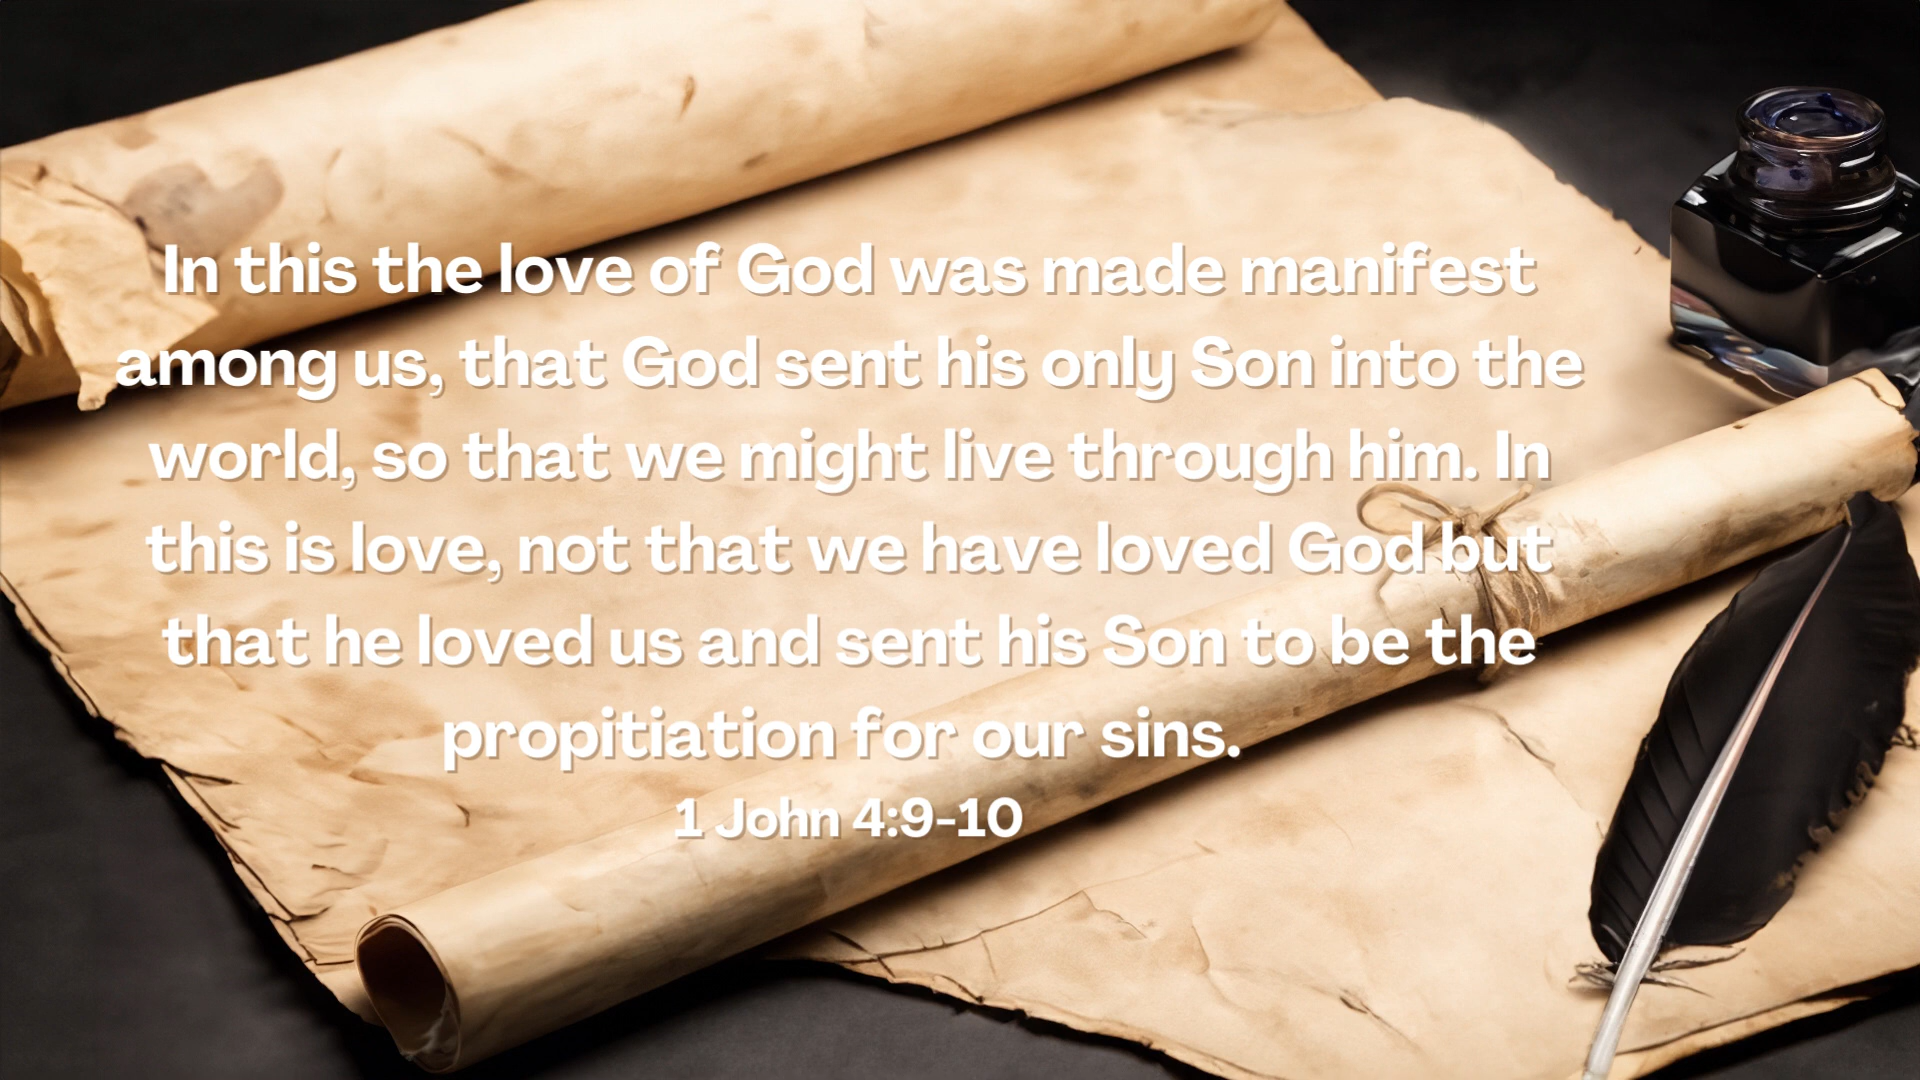 In this the love of God was made manifest
among us, that God sent his only Son into the
world, so that we might live through him. In
this is love, not that we have loved God but
that he loved us and sent his Son to be the
propitiation for our sins.
1 John 4:9-10